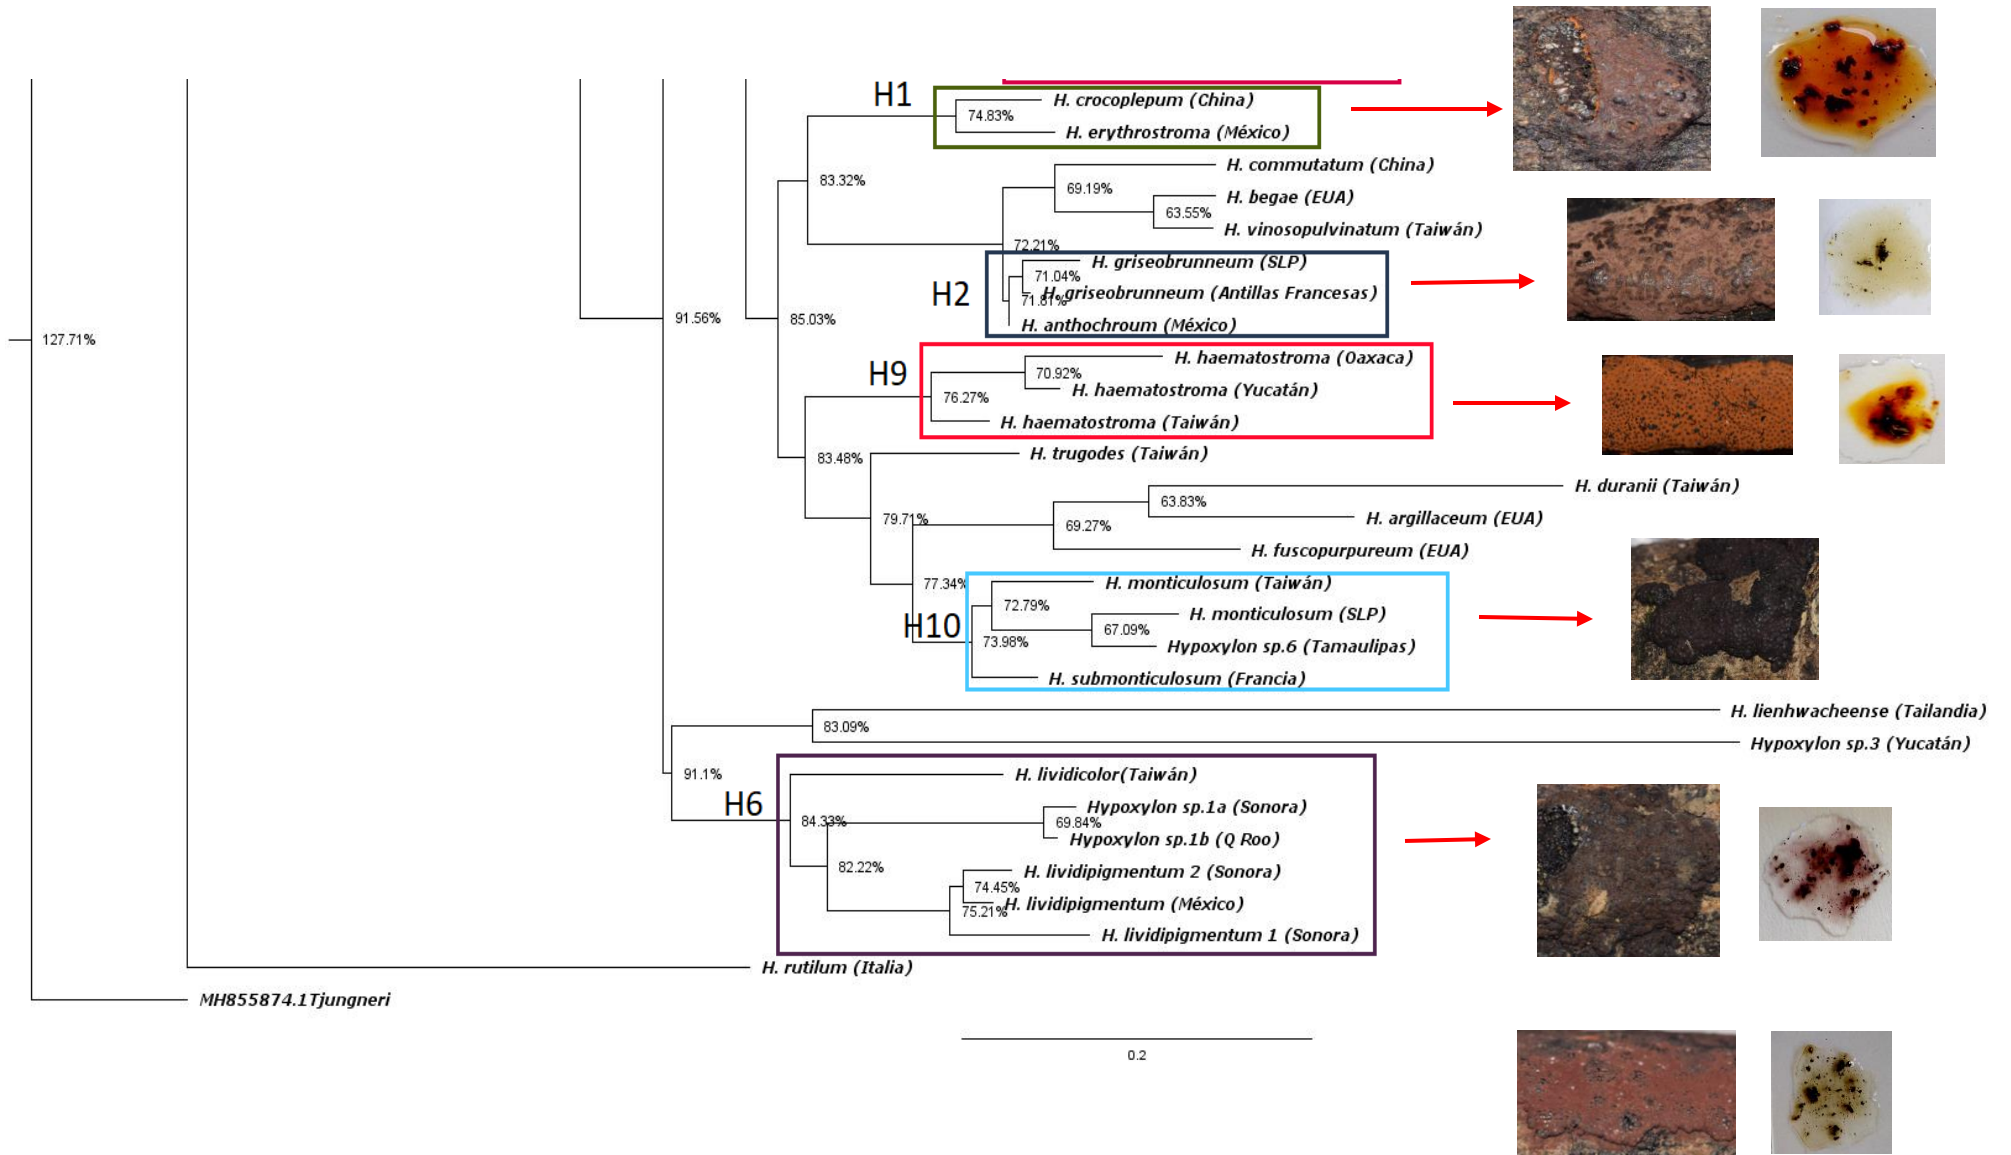 H1
H. crocoplepum (China)
74.83%
H. erythrostroma (México)
H. commutatum (China)
83.32%
69.19%
H. begae (EUA)
63.55%
H. vinosopulvinatum (Taiwán)
72.21%
H. griseobrunneum (SLP)
71.04%
H2
H. griseobrunneum (Antillas Francesas)
71.81%
H. anthochroum (México)
91.56%
85.03%
127.71%
H. haematostroma (Oaxaca)
H9
70.92%
H. haematostroma (Yucatán)
76.27%
H. haematostroma (Taiwán)
H. trugodes (Taiwán)
83.48%
H. duranii (Taiwán)
63.83%
79.71%
H. argillaceum (EUA)
69.27%
H. fuscopurpureum (EUA)
77.34%
H. monticulosum (Taiwán)
72.79%
H. monticulosum (SLP)
H10
67.09%
73.98%
Hypoxylon sp.6 (Tamaulipas)
H. submonticulosum (Francia)
H. lienhwacheense (Tailandia)
83.09%
Hypoxylon sp.3 (Yucatán)
91.1%
H. lividicolor(Taiwán)
H6
Hypoxylon sp.1a (Sonora)
84.33%
69.84%
Hypoxylon sp.1b (Q Roo)
82.22%
H. lividipigmentum 2 (Sonora)
74.45%
H. lividipigmentum (México)
75.21%
H. lividipigmentum 1 (Sonora)
H. rutilum (Italia)
MH855874.1Tjungneri
0.2